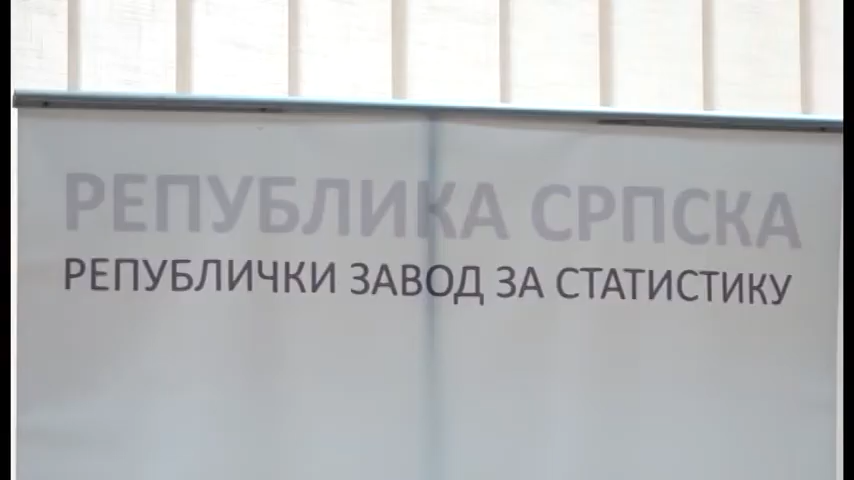 РЕПУБЛИКА СРПСКА
РЕПУБЛИЧКИ ЗАВОД ЗА СТАТИСТИКУ